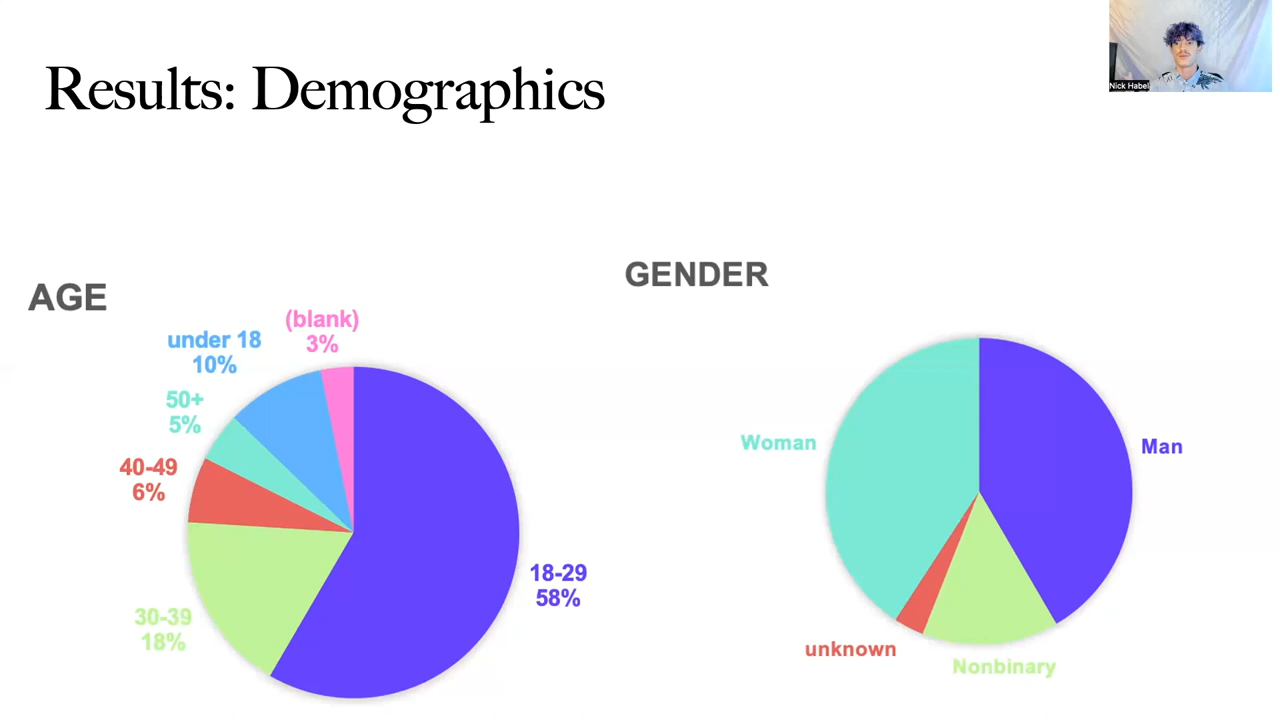 Results: Demographics
Nick Habel
AGE
(blank)
3%
under 18
10%
50+
5%
40-49
6%
30-39
18%
18-29
58%
GENDER
Woman
Man
unknown
Nonbinary